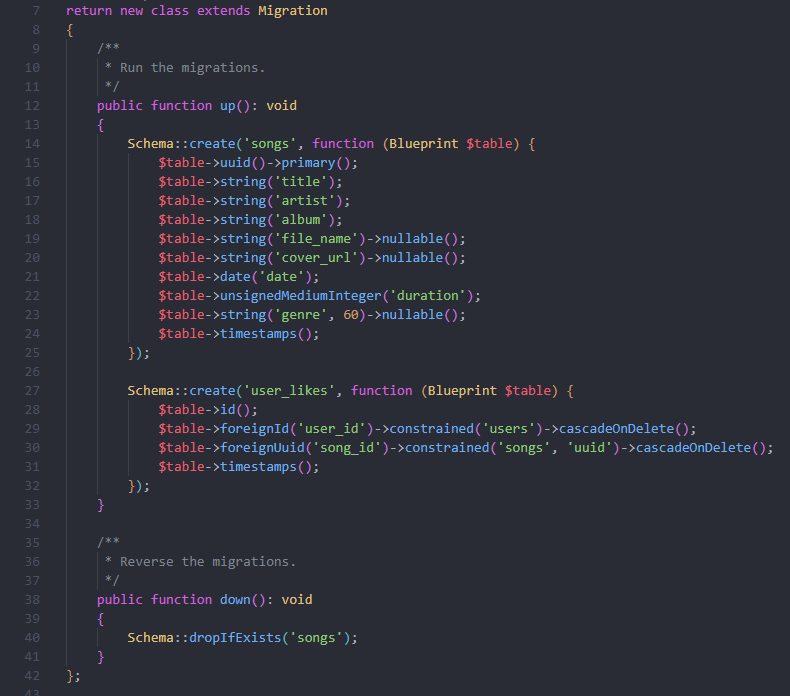 7 return new class extends Migration
8 {
9     /**
10      * Run the migrations.
11      */
12     public function up(): void
13     {
14         Schema::create('songs', function (Blueprint $table) {
15             $table->uuid()->primary();
16             $table->string('title');
17             $table->string('artist');
18             $table->string('album');
19             $table->string('file_name')->nullable();
20             $table->string('cover_url')->nullable();
21             $table->date('date');
22             $table->unsignedMediumInteger('duration');
23             $table->string('genre', 60)->nullable();
24             $table->timestamps();
25         });
26
27         Schema::create('user_likes', function (Blueprint $table) {
28             $table->id();
29             $table->foreignId('user_id')->constrained('users')->cascadeOnDelete();
30             $table->foreignUuid('song_id')->constrained('songs', 'uuid')->cascadeOnDelete();
31             $table->timestamps();
32         });
33     }
34
35     /**
36      * Reverse the migrations.
37      */
38     public function down(): void
39     {
40         Schema::dropIfExists('songs');
41     }
42 };
43